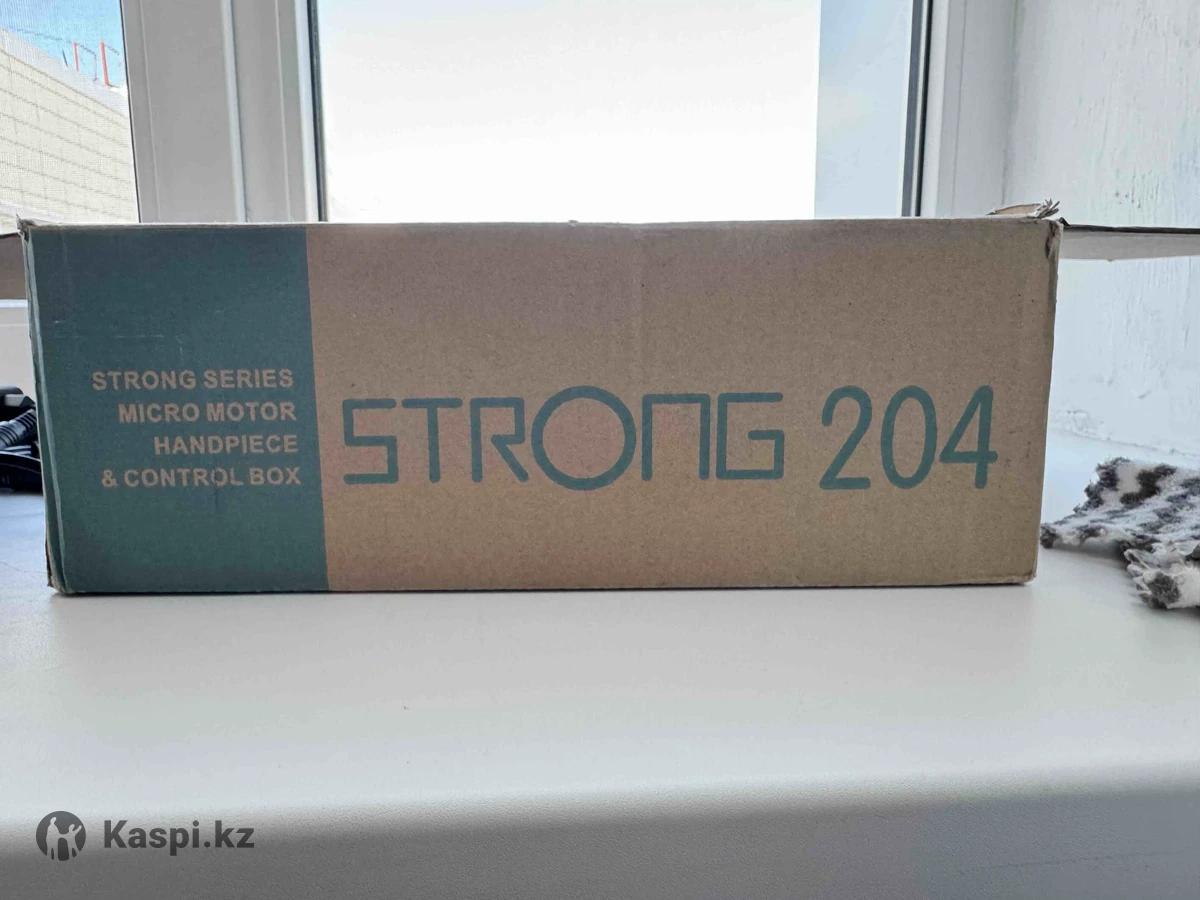 STRONG SERIES
MICRO MOTOR
HANDPIECE
& CONTROL BOX
STRONG 204
Kaspi.kz